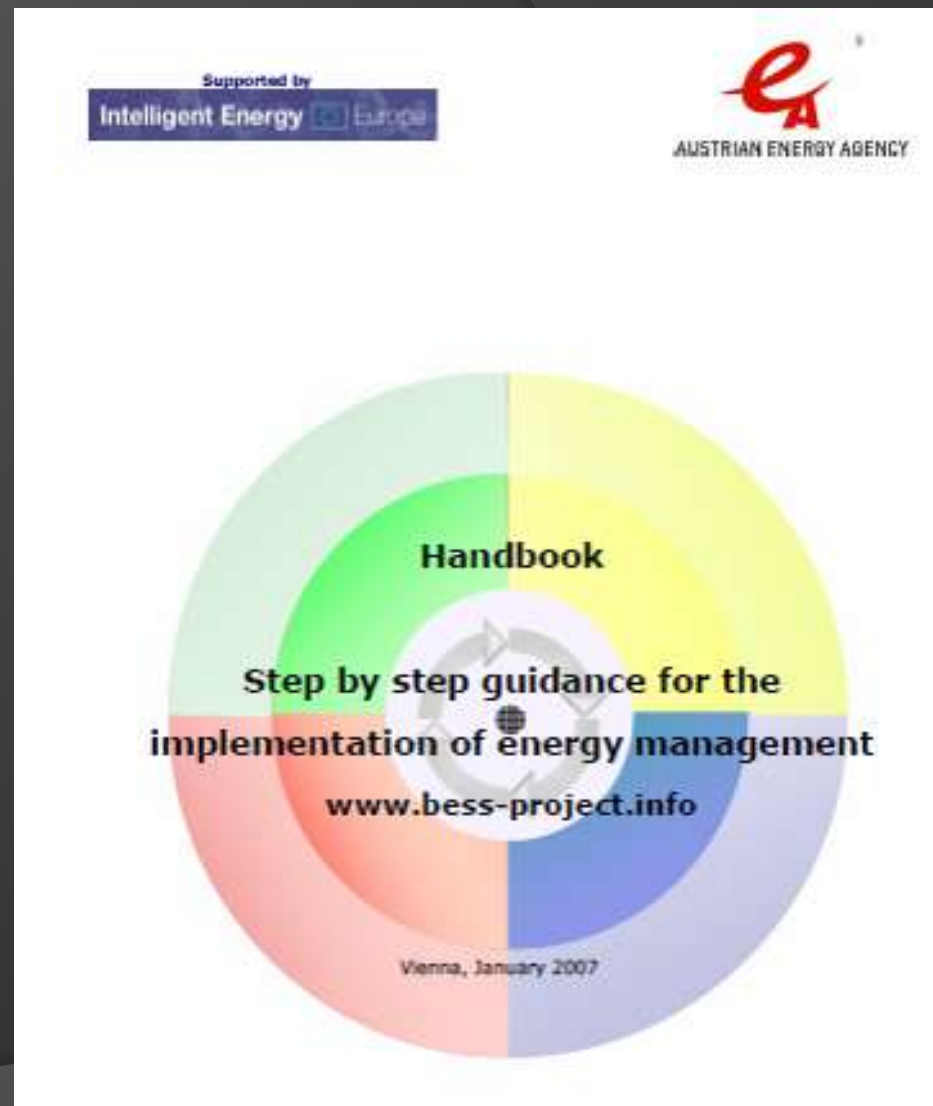 Supported by
Intelligent Energy Europe
eA
AUSTRIAN ENERGY AGENCY
Handbook
Step by step guidance for the
implementation of energy management
www.bess-project.info
Vienna, January 2007